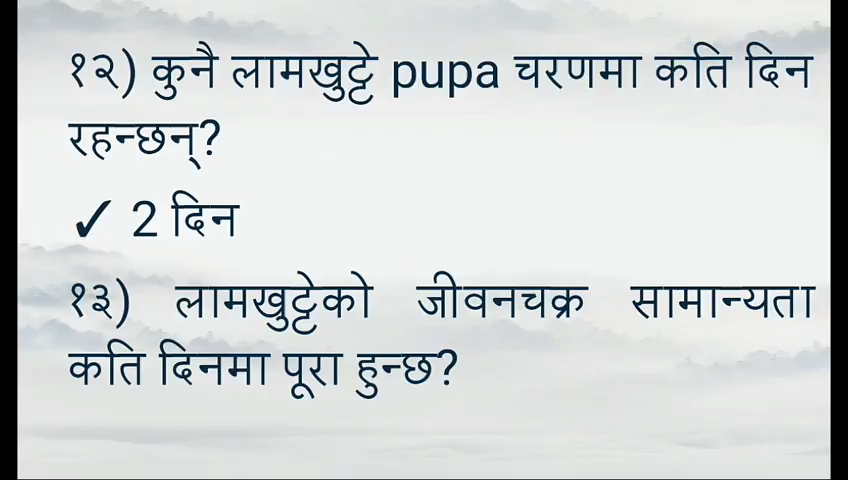 १२) कुनै लामखुट्टे pupa चरणमा कति दिन
रहन्छन्?
✓ 2 दिन
१३) लामखुट्टेको जीवनचक्र सामान्यता
कति दिनमा पूरा हुन्छ?